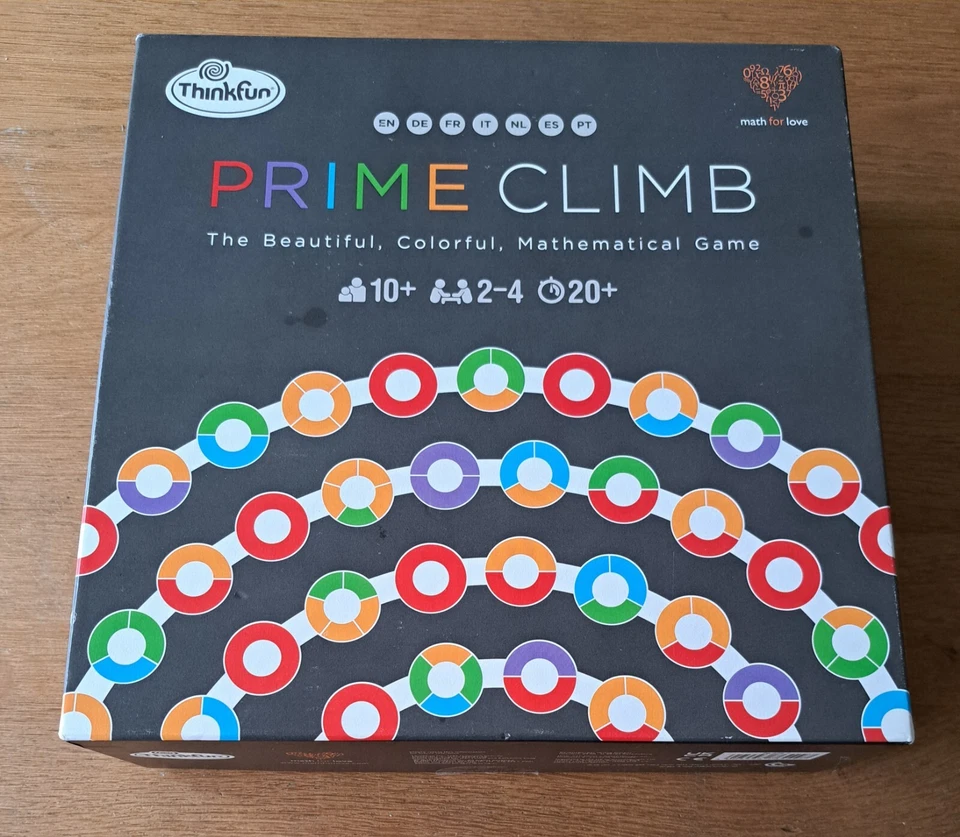 Thinkfun
math for love
EN DE FR IT NL ES PT
PRIME CLIMB
The Beautiful, Colorful, Mathematical Game
10+ 2-4 20+
Thinkfun